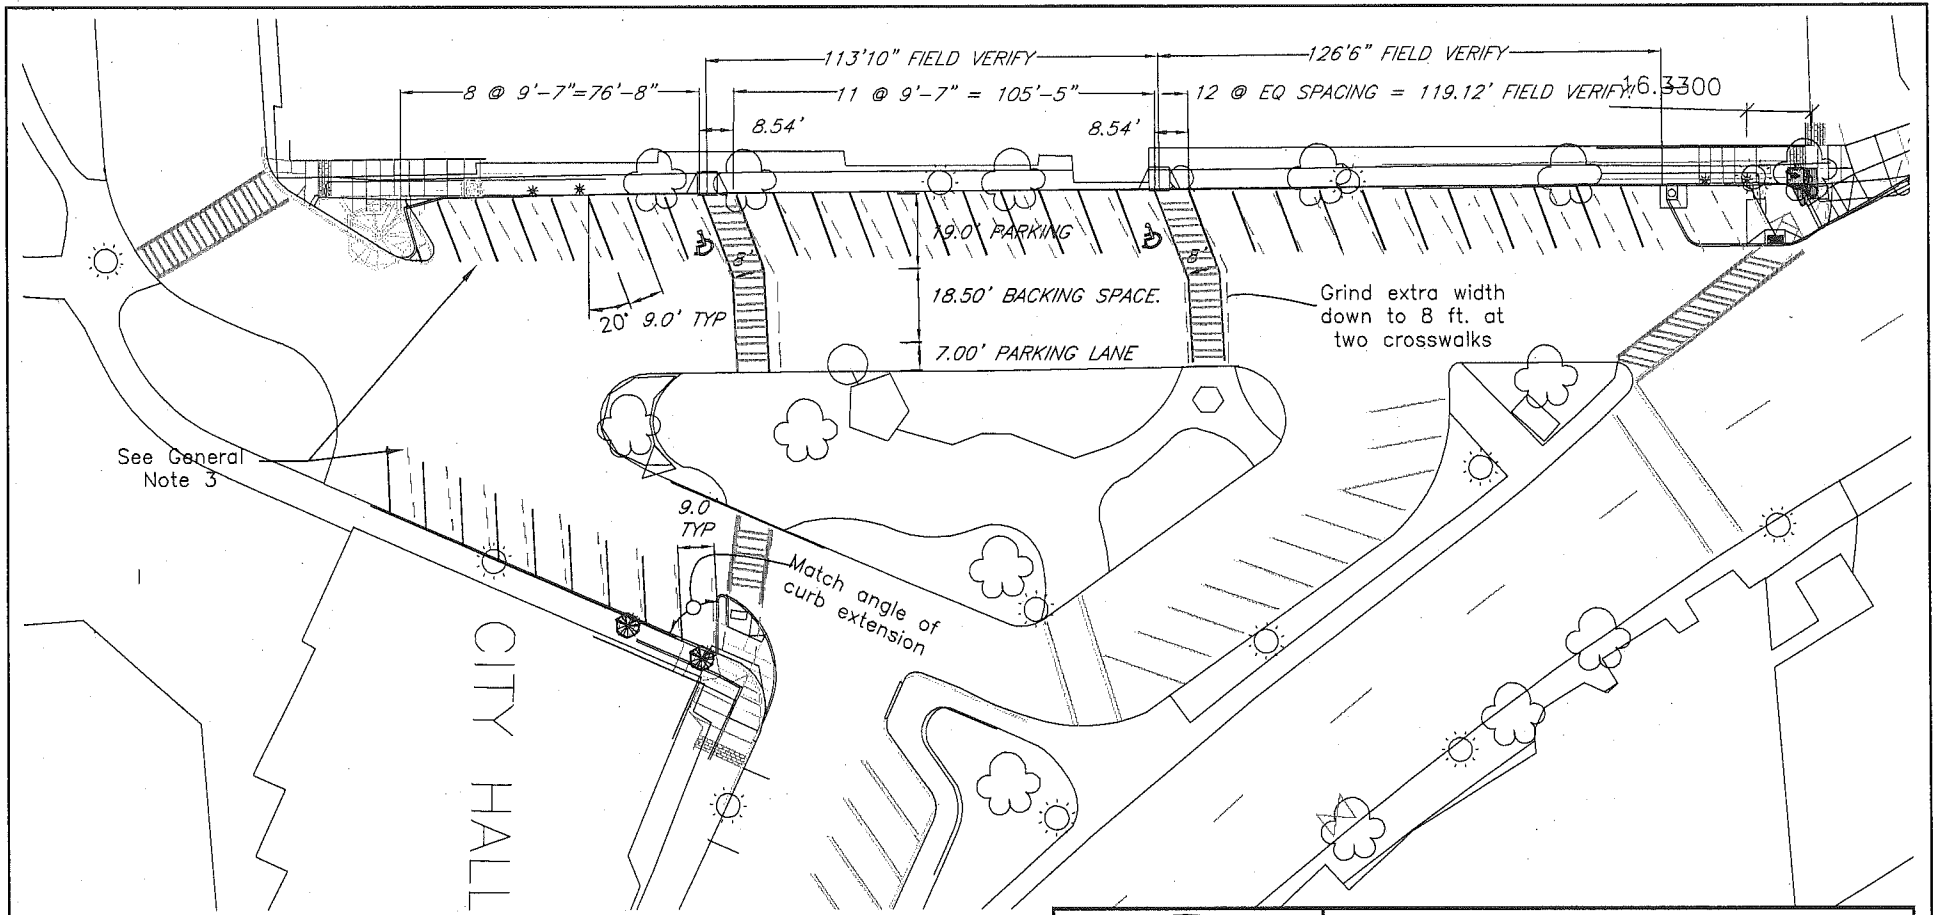 113'10" FIELD VERIFY
126'6" FIELD VERIFY
8 @ 9'-7"=76'-8"
11 @ 9'-7" = 105'-5"
12 @ EQ SPACING = 119.12' FIELD VERIFY
16.3300
8.54'
8.54'
19.0' PARKING
8'
8'
18.50' BACKING SPACE.
Grind extra width
down to 8 ft. at
two crosswalks
20° 9.0' TYP
7.00' PARKING LANE
See General
Note 3
9.0
TYP
Match angle of
curb extension
CITY HALL